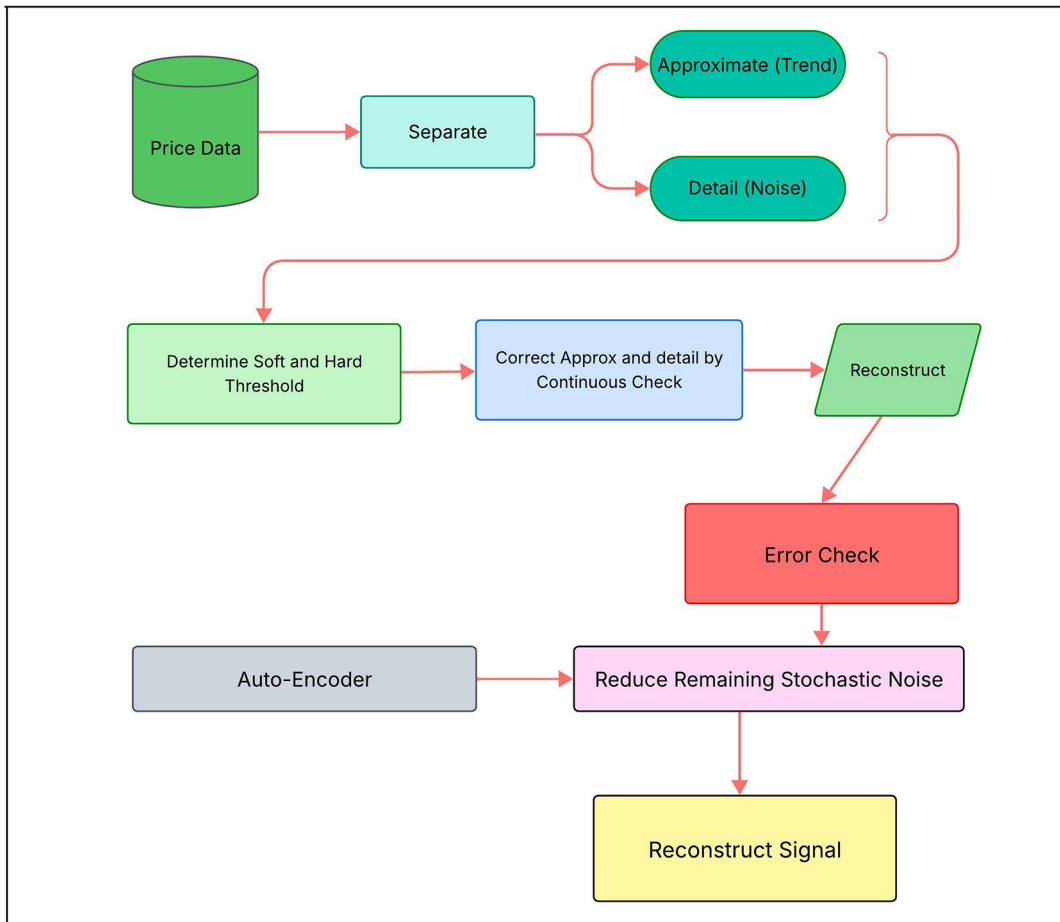 Price Data
Separate
Approximate (Trend)
Detail (Noise)
Determine Soft and Hard
Threshold
Correct Approx and detail by
Continuous Check
Reconstruct
Error Check
Auto-Encoder
Reduce Remaining Stochastic Noise
Reconstruct Signal